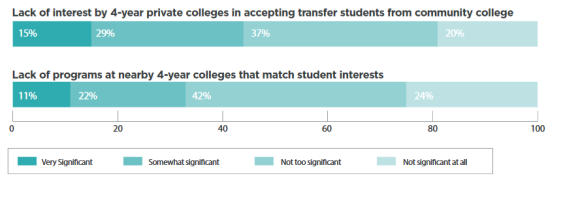 Lack of interest by 4-year private colleges in accepting transfer students from community college
15% 29% 37% 20%
Lack of programs at nearby 4-year colleges that match student interests
11% 22% 42% 24%
0 20 40 60 80 100
Very Significant Somewhat significant Not too significant Not significant at all